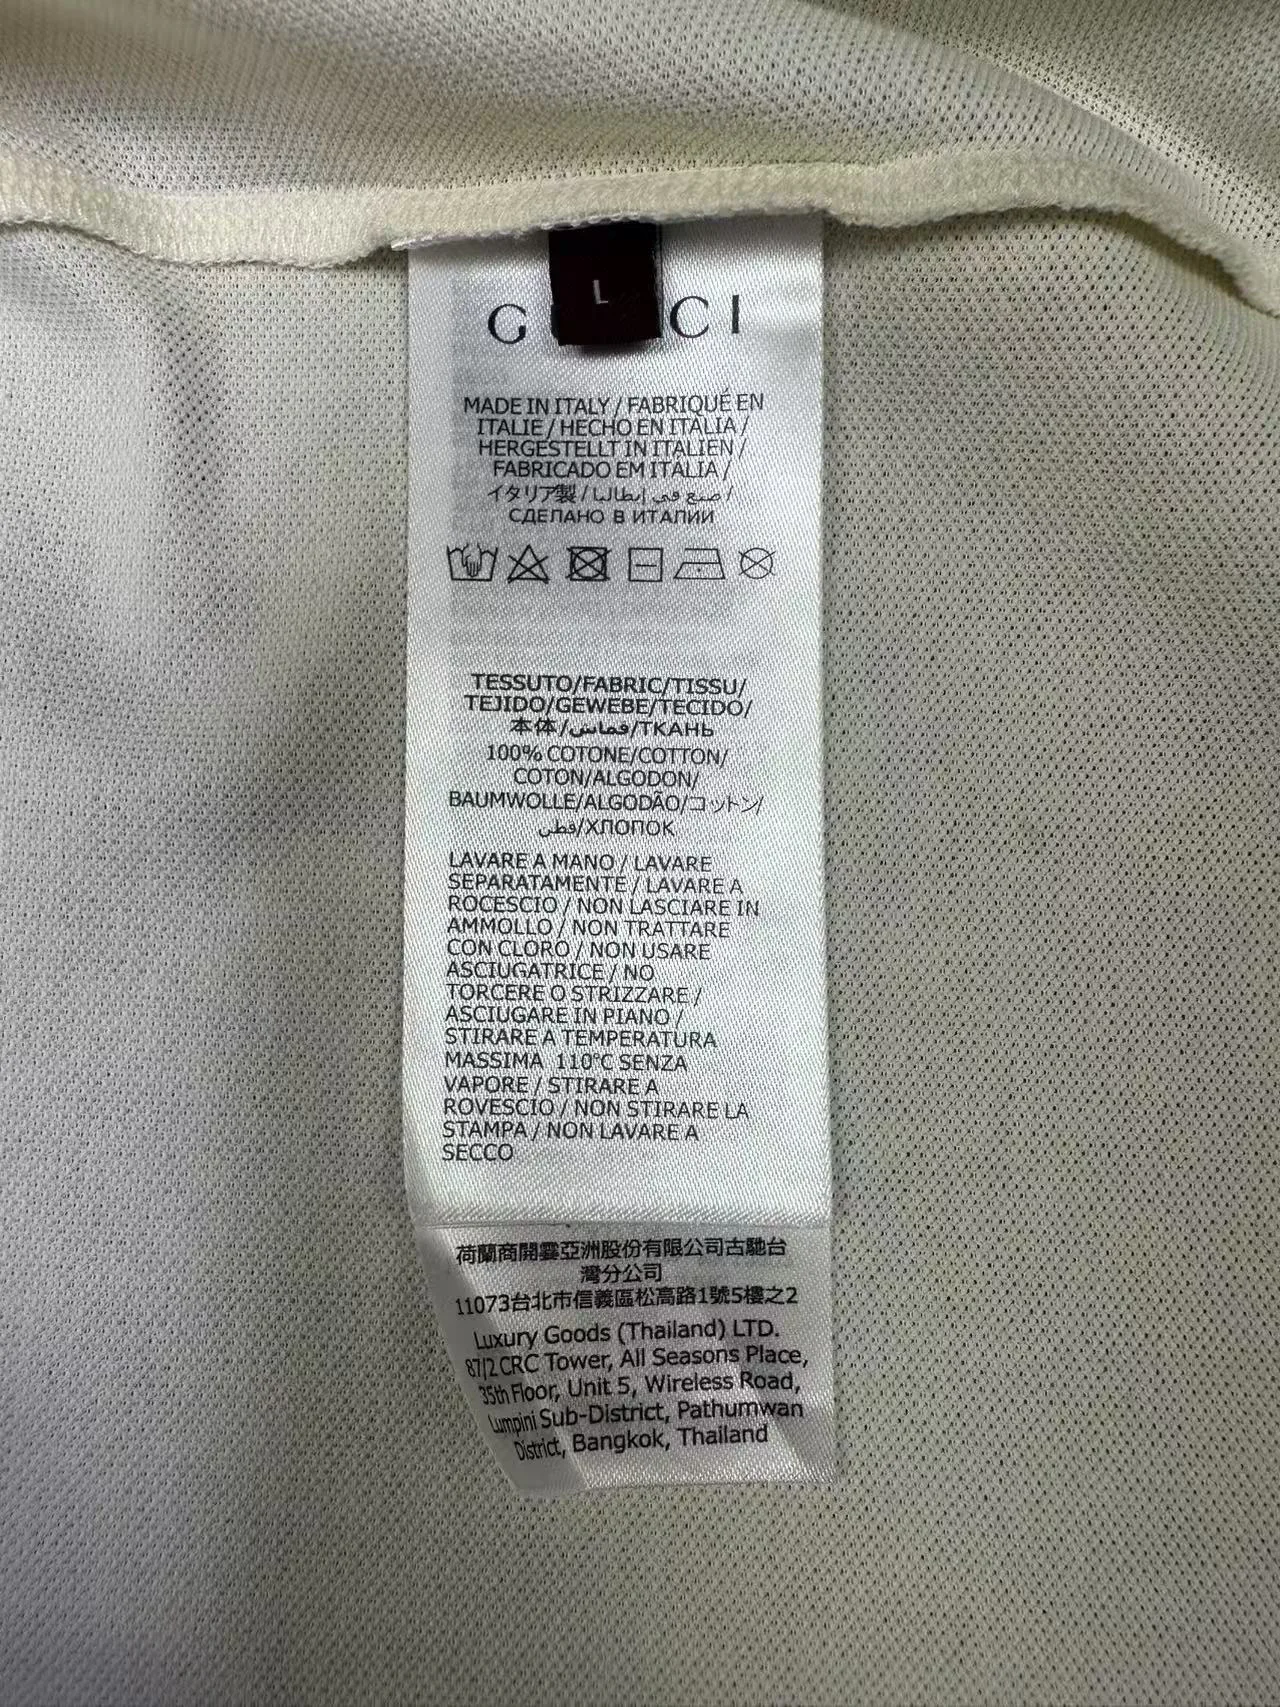 L
G CI
MADE IN ITALY / FABRIQUÉ EN
ITALIE / HECHO EN ITALIA /
HERGESTELLT IN ITALIEN /
FABRICADO EM ITALIA /
イタリア製 / صنع في إيطاليا /
СДЕЛАНО В ИТАЛИИ
TESSUTO/FABRIC/TISSU/
TEJIDO/GEWEBE/TECIDO/
本体/قماش/ТКАНЬ
100% COTONE/COTTON/
COTON/ALGODON/
BAUMWOLLE/ALGODÃO/コットン/
قطن/ХЛОПОК
LAVARE A MANO / LAVARE
SEPARATAMENTE / LAVARE A
ROCESCIO / NON LASCIARE IN
AMMOLLO / NON TRATTARE
CON CLORO / NON USARE
ASCIUGATRICE / NO
TORCERE O STRIZZARE /
ASCIUGARE IN PIANO /
STIRARE A TEMPERATURA
MASSIMA 110°C SENZA
VAPORE / STIRARE A
ROVESCIO / NON STIRARE LA
STAMPA / NON LAVARE A
SECCO
荷蘭商開雲亞洲股份有限公司古馳台
灣分公司
11073台北市信義區松高路1號5樓之2
Luxury Goods (Thailand) LTD.
87/2 CRC Tower, All Seasons Place,
35th Floor, Unit 5, Wireless Road,
Lumpini Sub-District, Pathumwan
District, Bangkok, Thailand